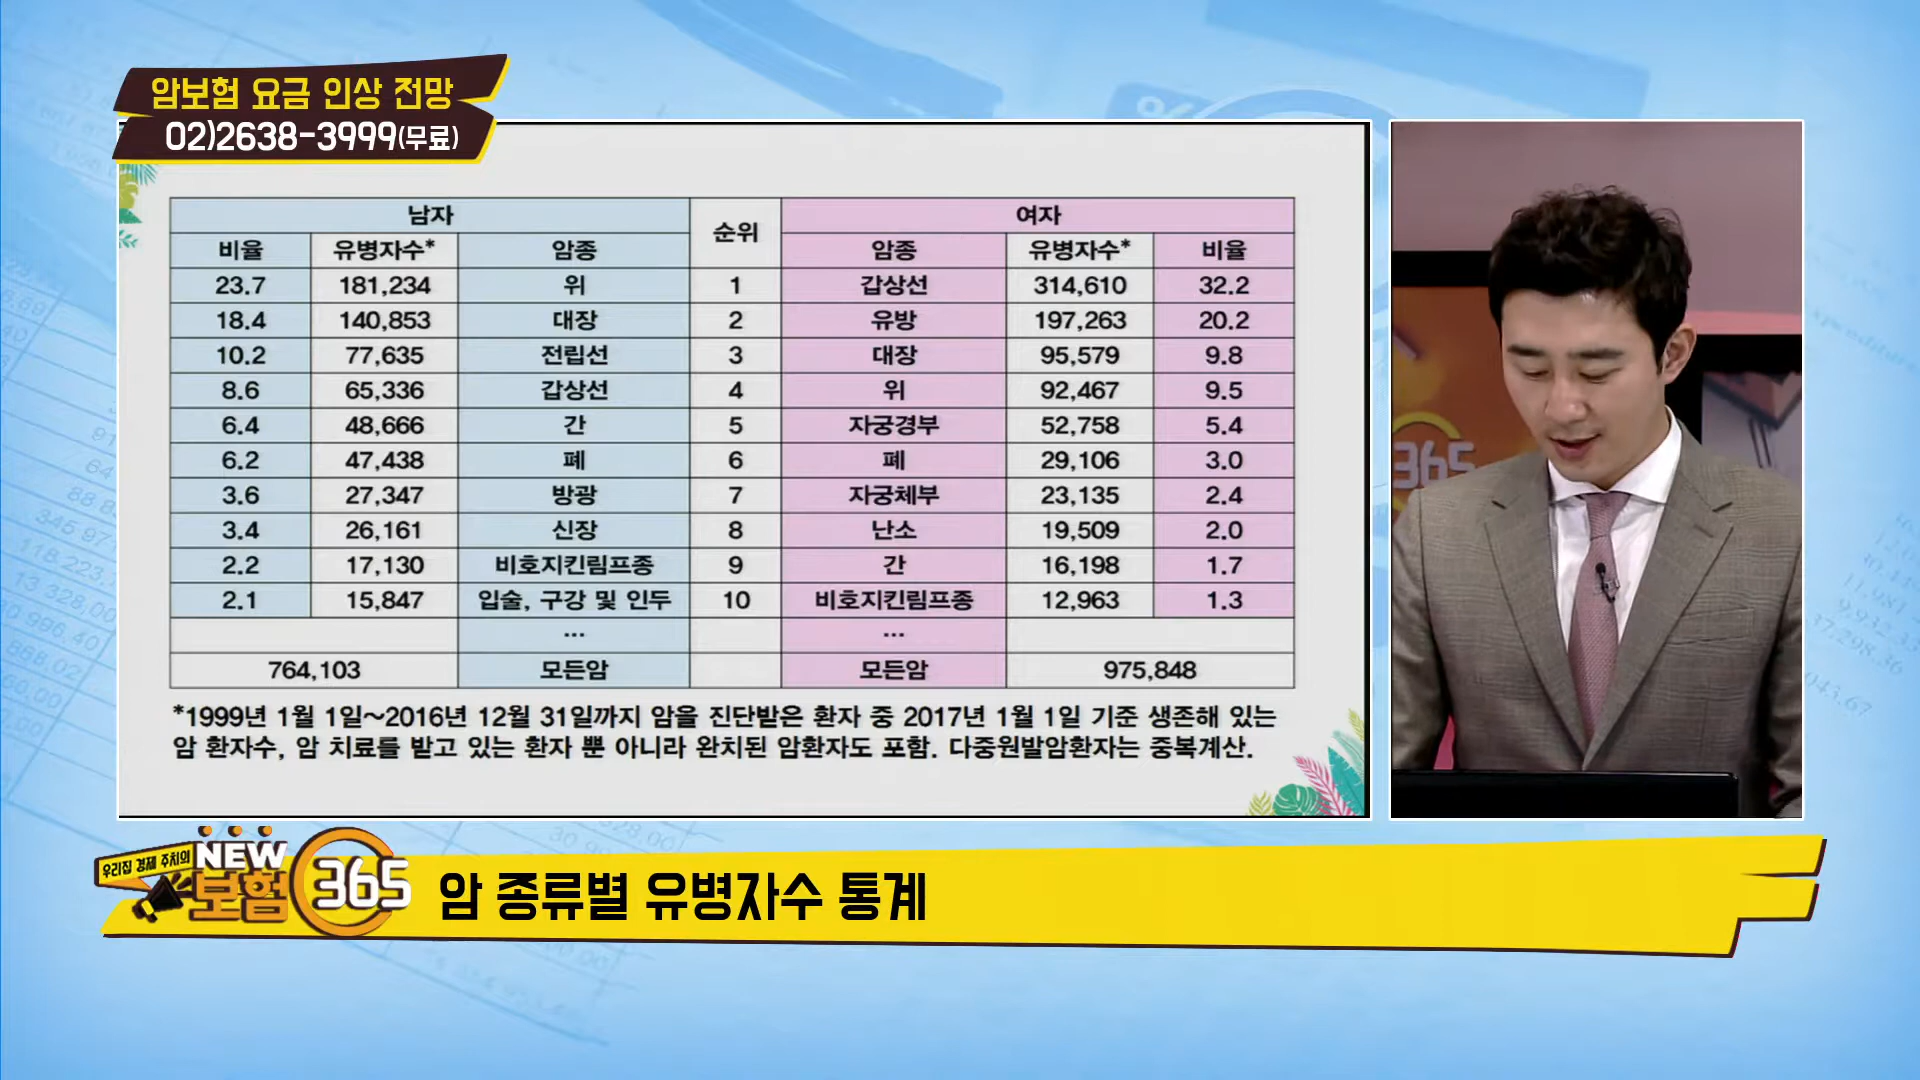 암보험 요금 인상 전망
02)2638-3999(무료)
남자 순위 여자
비율 유병자수* 암종 암종 유병자수* 비율
23.7 181,234 위 1 갑상선 314,610 32.2
18.4 140,853 대장 2 유방 197,263 20.2
10.2 77,635 전립선 3 대장 95,579 9.8
8.6 65,336 갑상선 4 위 92,467 9.5
6.4 48,666 간 5 자궁경부 52,758 5.4
6.2 47,438 폐 6 폐 29,106 3.0
3.6 27,347 방광 7 자궁체부 23,135 2.4
3.4 26,161 신장 8 난소 19,509 2.0
2.2 17,130 비호지킨림프종 9 간 16,198 1.7
2.1 15,847 입술, 구강 및 인두 10 비호지킨림프종 12,963 1.3
... ...
764,103 모든암 모든암 975,848
*1999년 1월 1일~2016년 12월 31일까지 암을 진단받은 환자 중 2017년 1월 1일 기준 생존해 있는
암 환자수, 암 치료를 받고 있는 환자 뿐 아니라 완치된 암환자도 포함. 다중원발암환자는 중복계산.
365
우리집 경제 주치의
NEW
보험 365
암 종류별 유병자수 통계